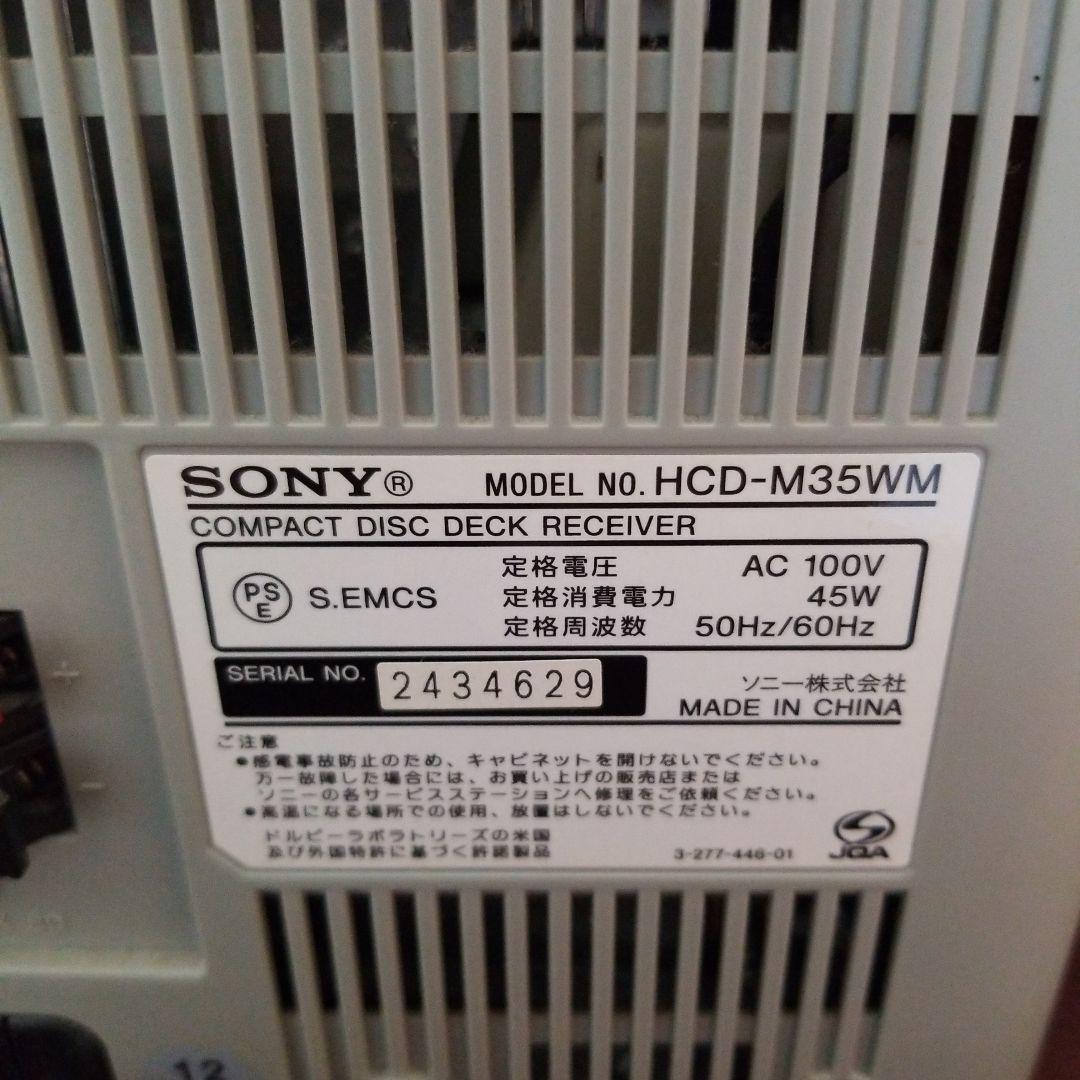 SONY® MODEL NO. HCD-M35WM
COMPACT DISC DECK RECEIVER
PSE S.EMCS
定格電圧 AC 100V
定格消費電力 45W
定格周波数 50Hz/60Hz
SERIAL NO. 2434629
ソニー株式会社
MADE IN CHINA
ご注意
●感電事故防止のため、キャビネットを開けないでください。
万一故障した場合には、お買い上げの販売店または
ソニーの各サービスステーションへ修理をご依頼ください。
●高温になる場所での使用、放置はしないでください。
ドルビーラボラトリーズの米国
及び外国特許に基づく許諾製品
3-277-446-01
JQA
+
−
12